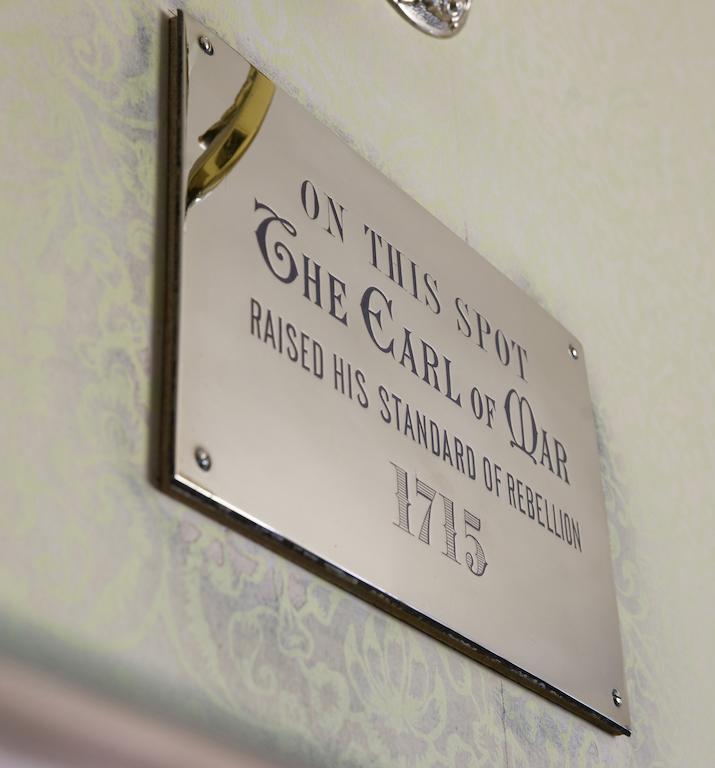 ON THIS SPOT
THE EARL OF MAR
RAISED HIS STANDARD OF REBELLION
1715